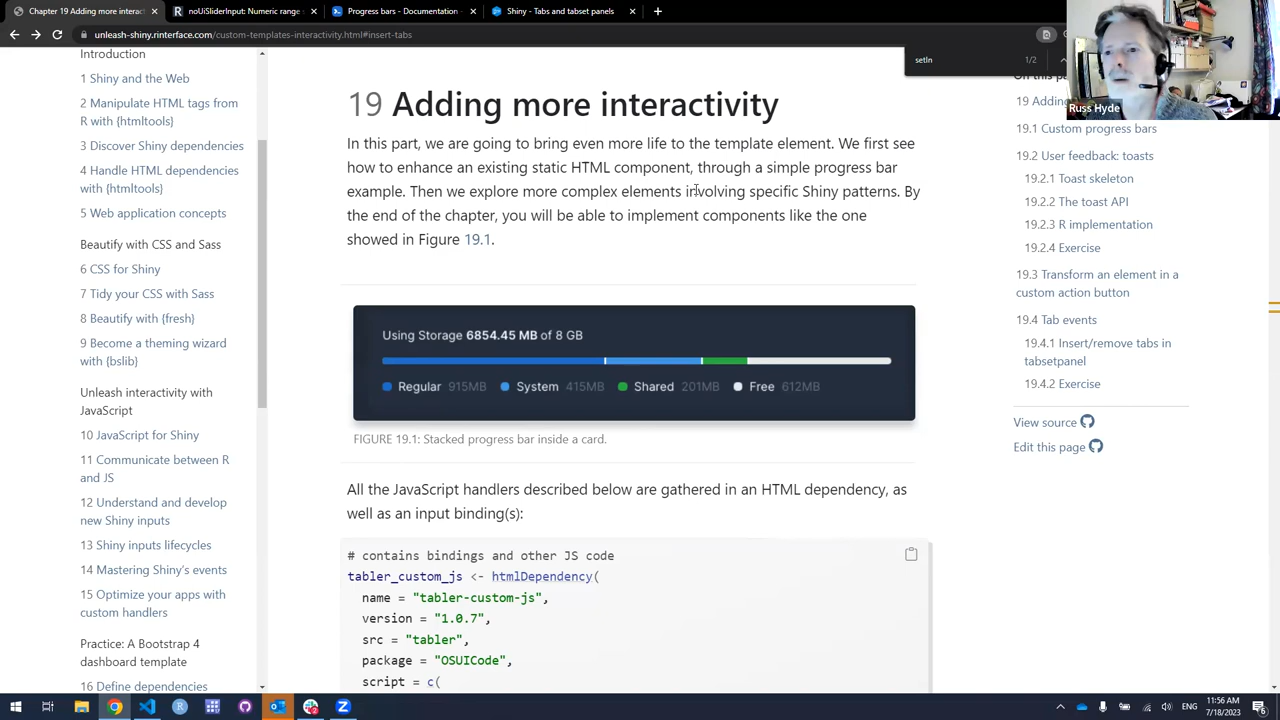 Chapter 19 Adding more interacti
noUiSliderInput: Numeric range s
Progress bars - Documentation -
Shiny - Tabs and tabset panels
unleash-shiny.rinterface.com/custom-templates-interactivity.html#insert-tabs
setIn
1/2
Russ Hyde
Introduction
1 Shiny and the Web
2 Manipulate HTML tags from
R with {htmltools}
3 Discover Shiny dependencies
4 Handle HTML dependencies
with {htmltools}
5 Web application concepts
Beautify with CSS and Sass
6 CSS for Shiny
7 Tidy your CSS with Sass
8 Beautify with {fresh}
9 Become a theming wizard
with {bslib}
Unleash interactivity with
JavaScript
10 JavaScript for Shiny
11 Communicate between R
and JS
12 Understand and develop
new Shiny inputs
13 Shiny inputs lifecycles
14 Mastering Shiny's events
15 Optimize your apps with
custom handlers
Practice: A Bootstrap 4
dashboard template
16 Define dependencies
19 Adding more interactivity
In this part, we are going to bring even more life to the template element. We first see
how to enhance an existing static HTML component, through a simple progress bar
example. Then we explore more complex elements involving specific Shiny patterns. By
the end of the chapter, you will be able to implement components like the one
showed in Figure 19.1.
Using Storage 6854.45 MB of 8 GB
Regular 915MB System 415MB Shared 201MB Free 612MB
FIGURE 19.1: Stacked progress bar inside a card.
All the JavaScript handlers described below are gathered in an HTML dependency, as
well as an input binding(s):
# contains bindings and other JS code
tabler_custom_js <- htmlDependency(
name = "tabler-custom-js",
version = "1.0.7",
src = "tabler",
package = "OSUICode",
script = c(
On this pa
19 Adding
19.1 Custom progress bars
19.2 User feedback: toasts
19.2.1 Toast skeleton
19.2.2 The toast API
19.2.3 R implementation
19.2.4 Exercise
19.3 Transform an element in a
custom action button
19.4 Tab events
19.4.1 Insert/remove tabs in
tabsetpanel
19.4.2 Exercise
View source
Edit this page
ENG
11:56 AM
7/18/2023